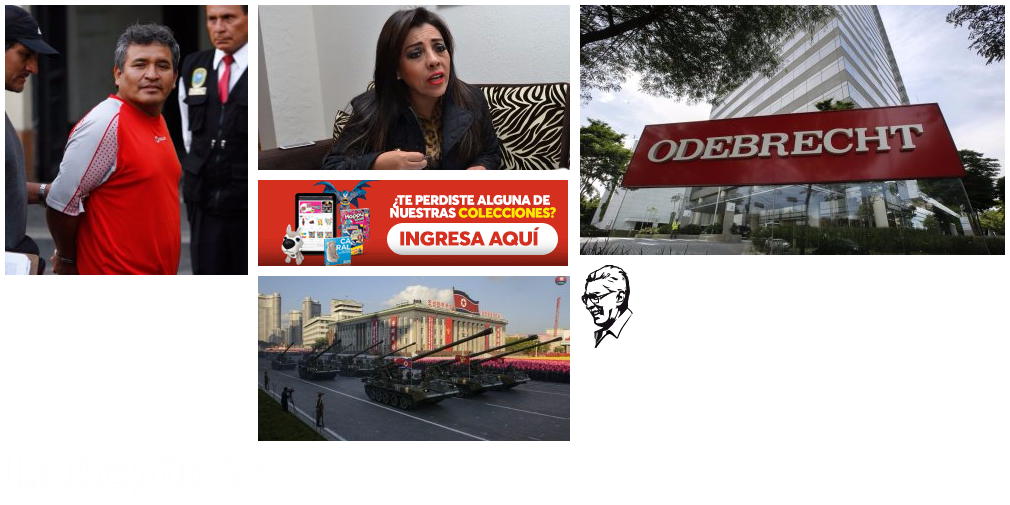 ¿TE PERDISTE ALGUNA DE
NUESTRAS COLECCIONES?
INGRESA AQUÍ
ODEBRECHT